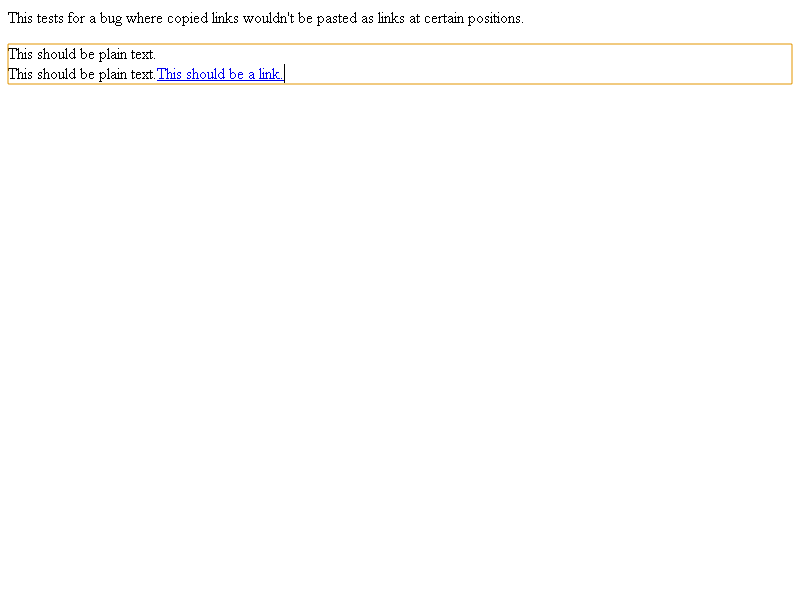 This tests for a bug where copied links wouldn't be pasted as links at certain positions.
This should be plain text.
This should be plain text.This should be a link.